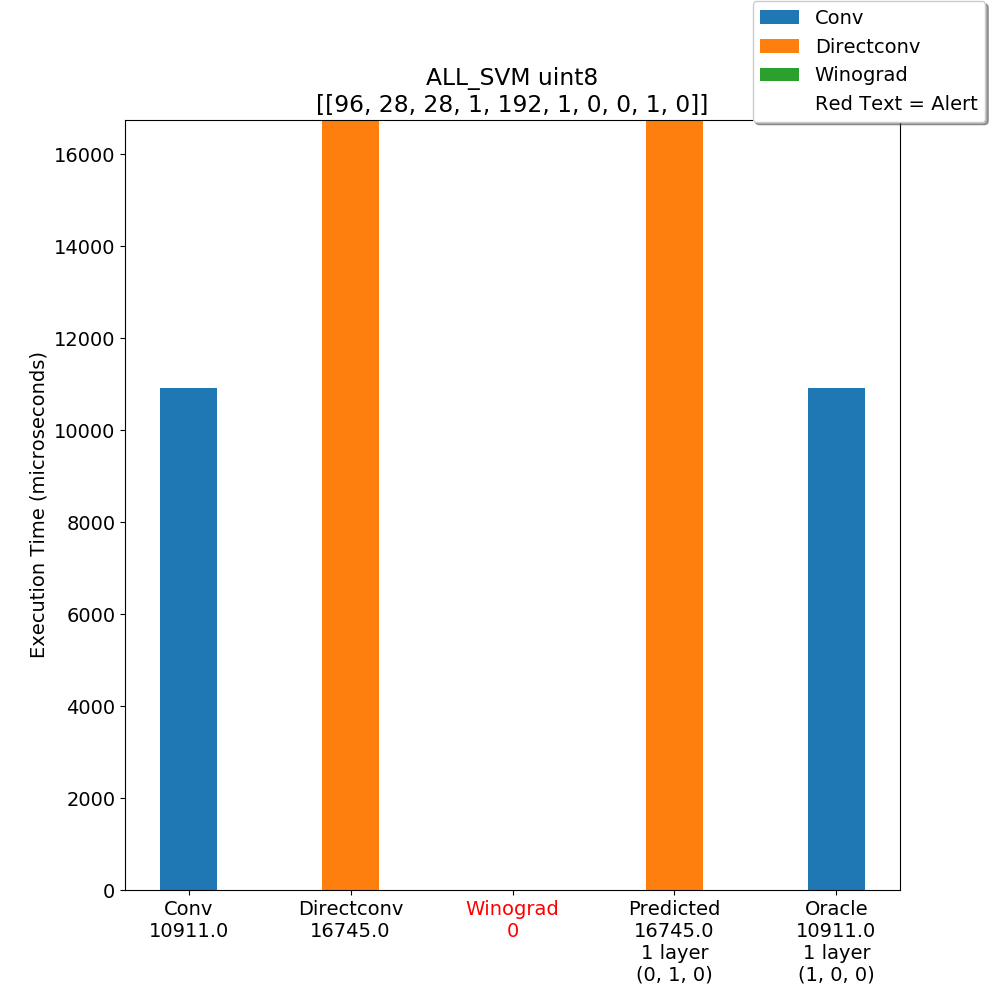 Conv
Directconv
Winograd
Red Text = Alert
ALL_SVM uint8
[[96, 28, 28, 1, 192, 1, 0, 0, 1, 0]]
Execution Time (microseconds)
16000
14000
12000
10000
8000
6000
4000
2000
0
Conv
10911.0
Directconv
16745.0
Winograd
0
Predicted
16745.0
1 layer
(0, 1, 0)
Oracle
10911.0
1 layer
(1, 0, 0)